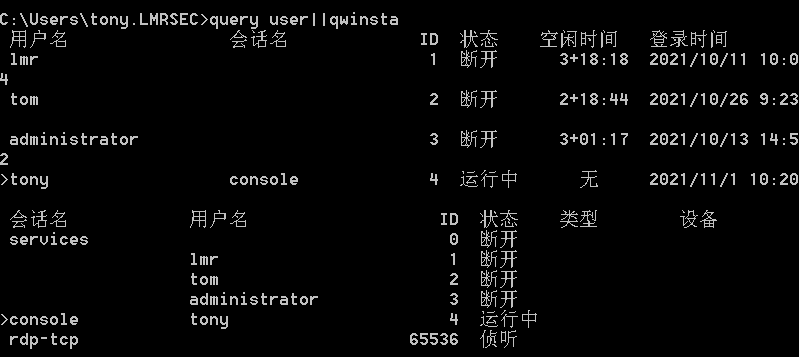 C:\Users\tony.LMRSEC>query user||qwinsta
用户名 会话名 ID 状态 空闲时间 登录时间
lmr 1 断开 3+18:18 2021/10/11 10:0
4
tom 2 断开 2+18:44 2021/10/26 9:23
administrator 3 断开 3+01:17 2021/10/13 14:5
2
>tony console 4 运行中 无 2021/11/1 10:20
会话名 用户名 ID 状态 类型 设备
services 0 断开
lmr 1 断开
tom 2 断开
administrator 3 断开
>console tony 4 运行中
rdp-tcp 65536 侦听